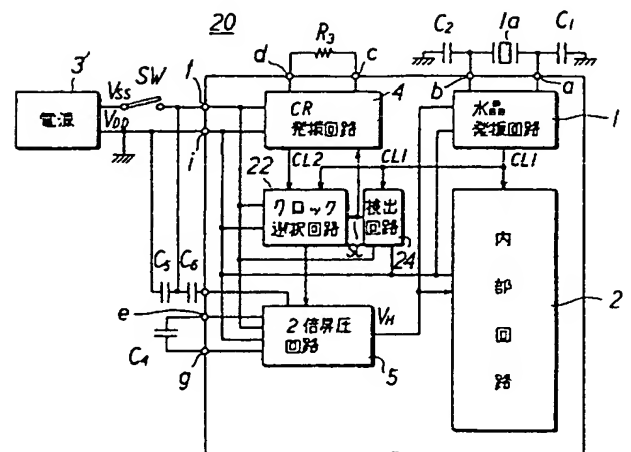 20
C2
1a
C1
R3
d
c
b
a
3'
SW
VSS
f
電源
VDD
i
CR
発振回路
4
水晶
発振回路
1
CL2
CL1
CL1
22
クロック
選択回路
検出
回路
SC
24
内部回路
2
C5
C6
e
2倍昇圧
回路
VH
C4
g
5